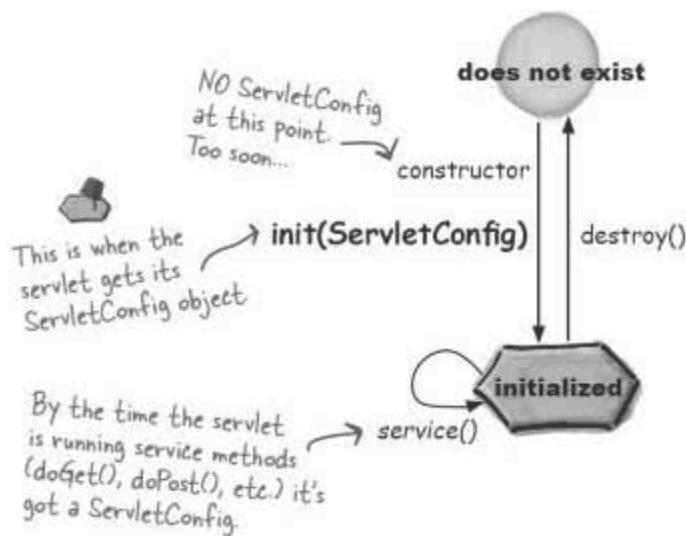 does not exist
NO ServletConfig
at this point.
Too soon...
constructor
This is when the
servlet gets its
ServletConfig object
init(ServletConfig)
destroy()
initialized
By the time the servlet
is running service methods
(doGet(), doPost(), etc.) it's
got a ServletConfig.
service()